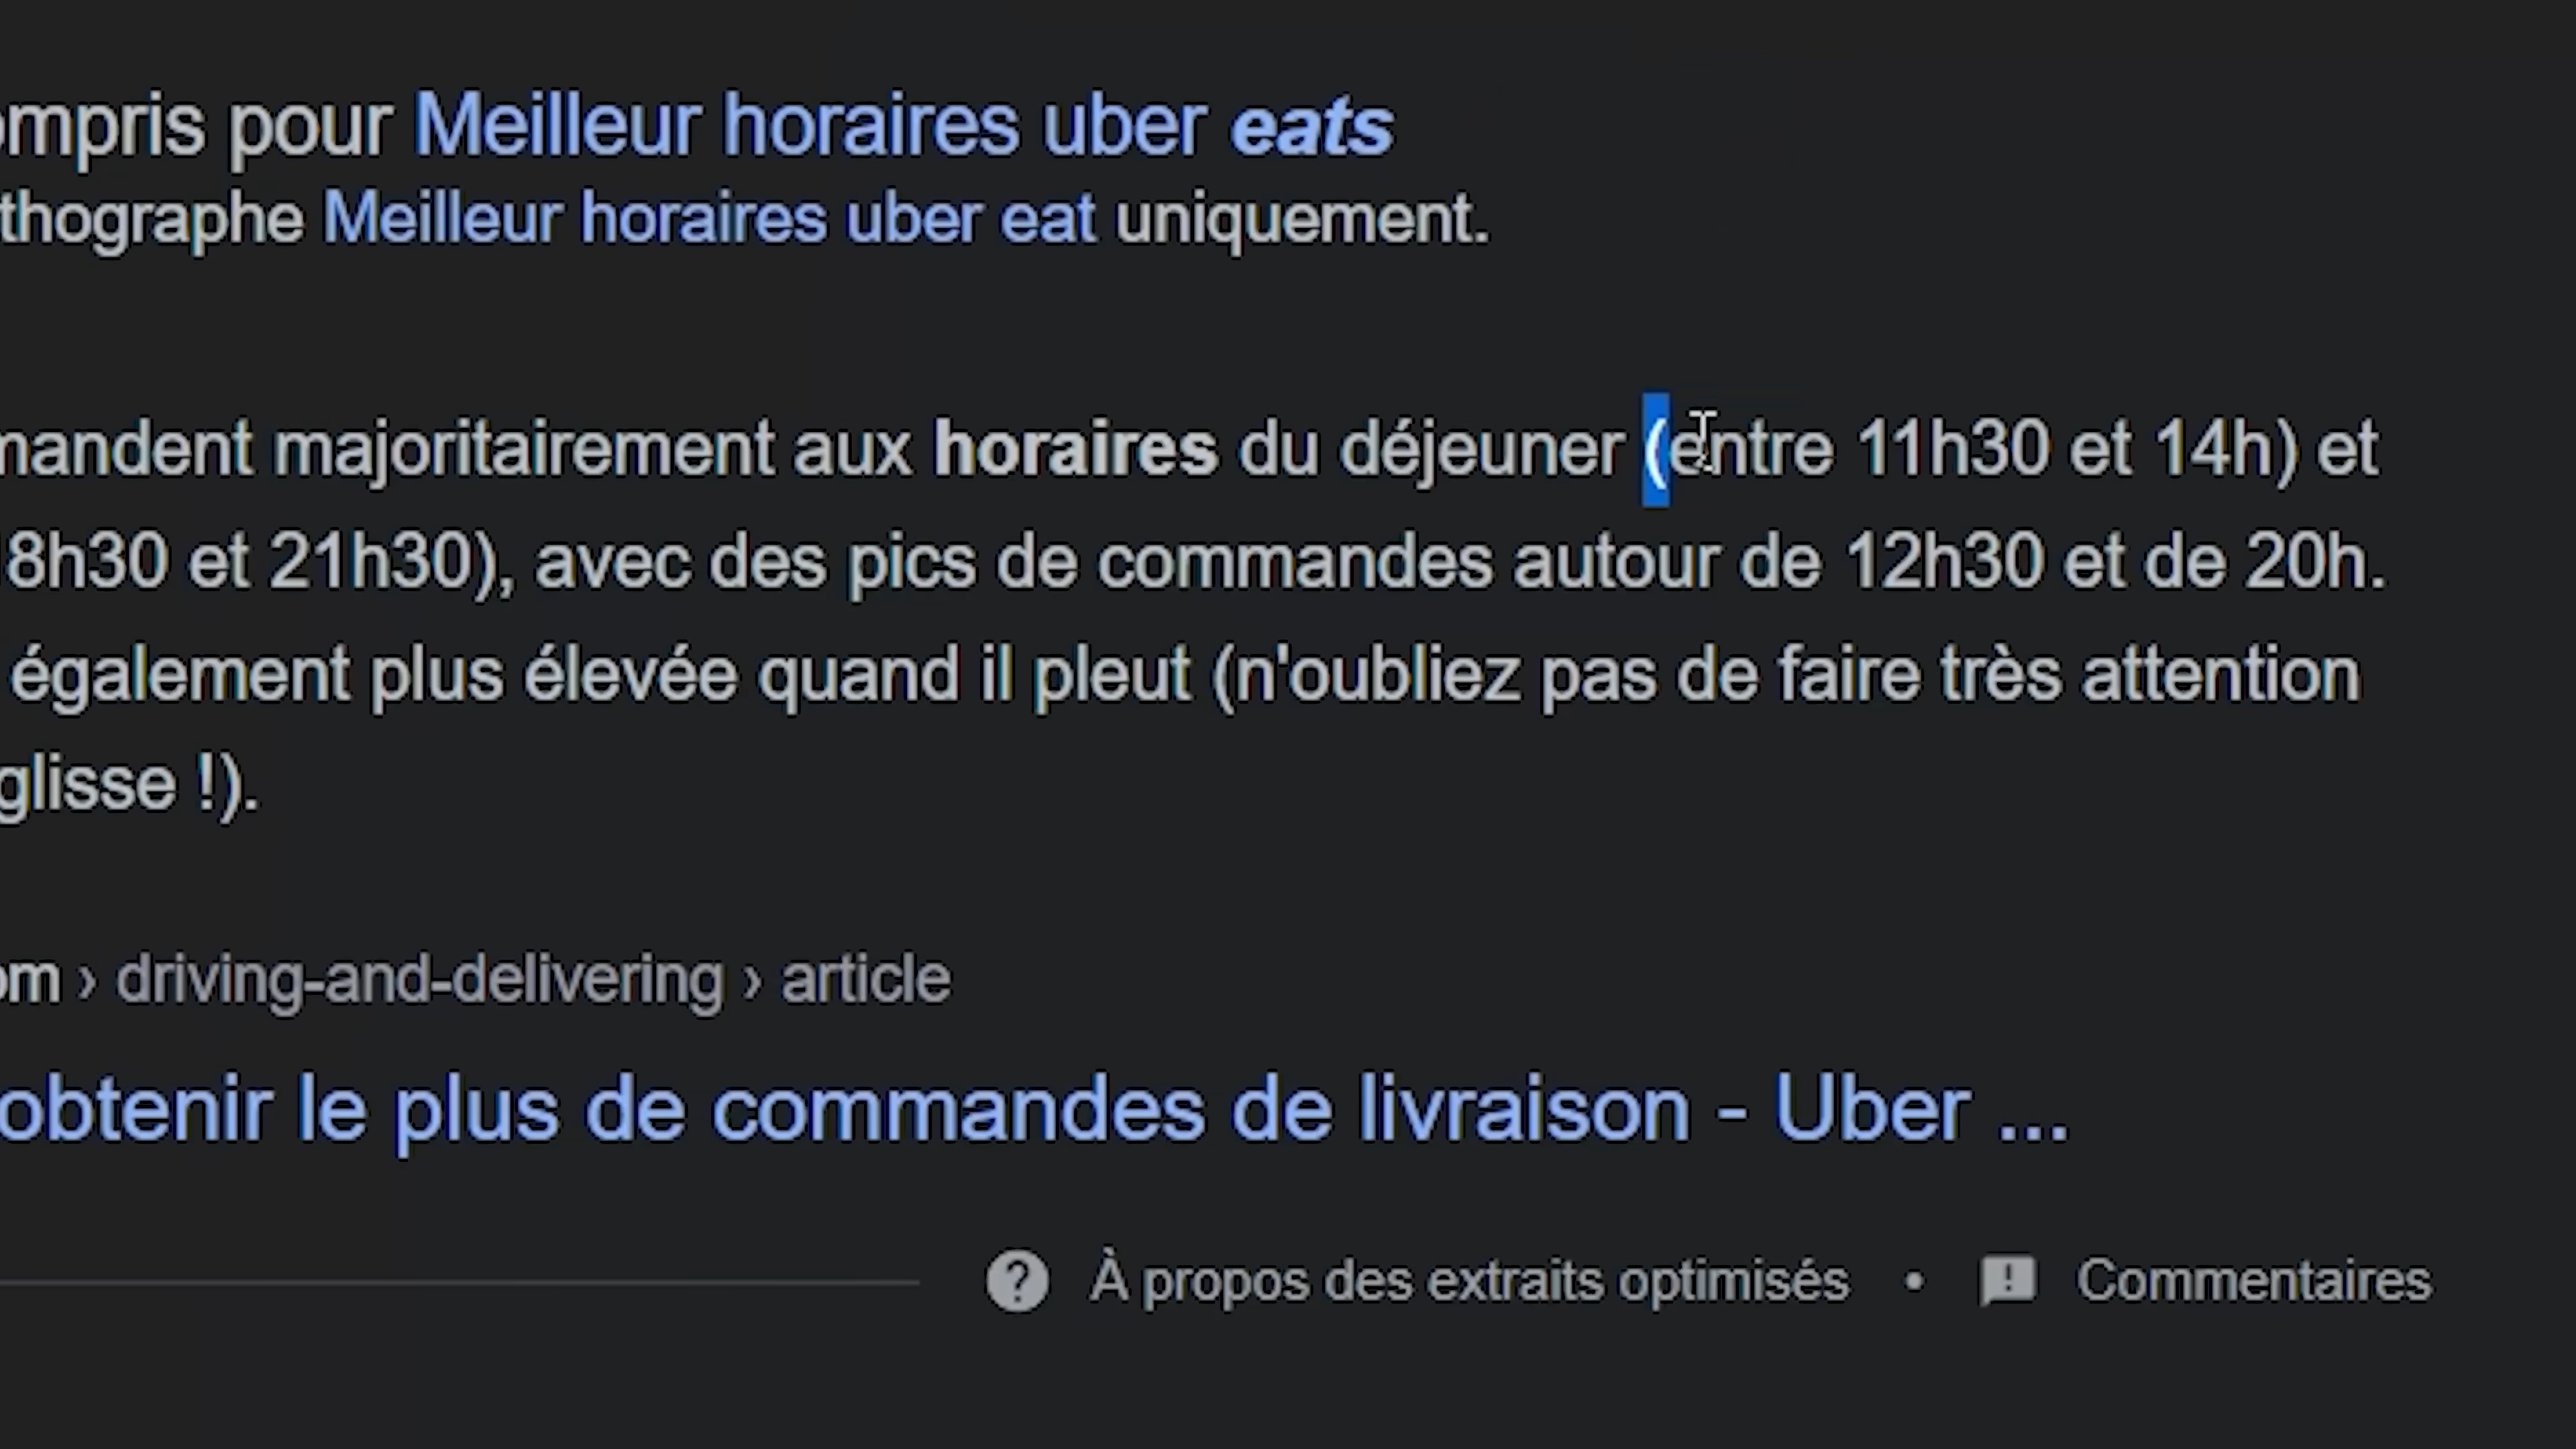 ompris pour Meilleur horaires uber eats
thographe Meilleur horaires uber eat uniquement.
mandent majoritairement aux horaires du déjeuner (entre 11h30 et 14h) et
8h30 et 21h30), avec des pics de commandes autour de 12h30 et de 20h.
également plus élevée quand il pleut (n'oubliez pas de faire très attention
glisse !).
om › driving-and-delivering › article
obtenir le plus de commandes de livraison - Uber ...
À propos des extraits optimisés • Commentaires